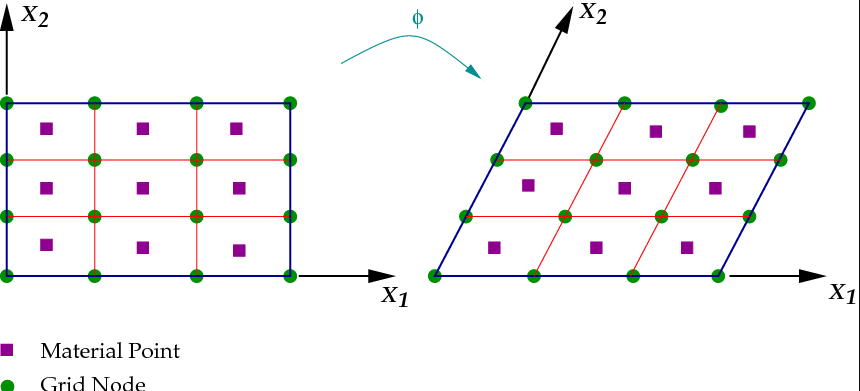 X2
ϕ
X2
X1
X1
Material Point
Grid Node